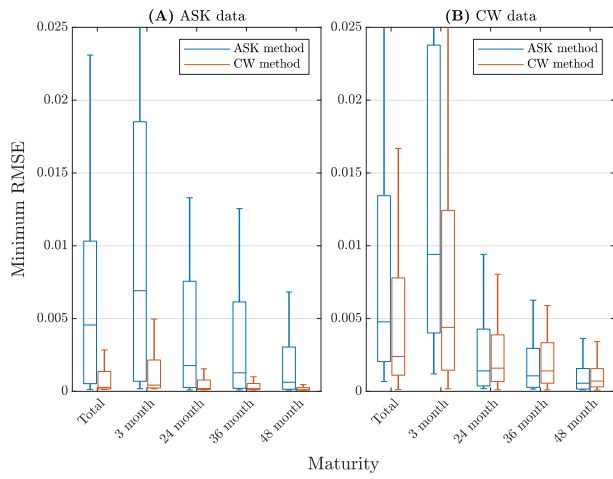 (A) ASK data
(B) CW data
0.025
0.02
0.015
0.01
0.005
0
ASK method
CW method
0.025
0.02
0.015
0.01
0.005
0
ASK method
CW method
Minimum RMSE
Total
3 month
24 month
36 month
48 month
Total
3 month
24 month
36 month
48 month
Maturity